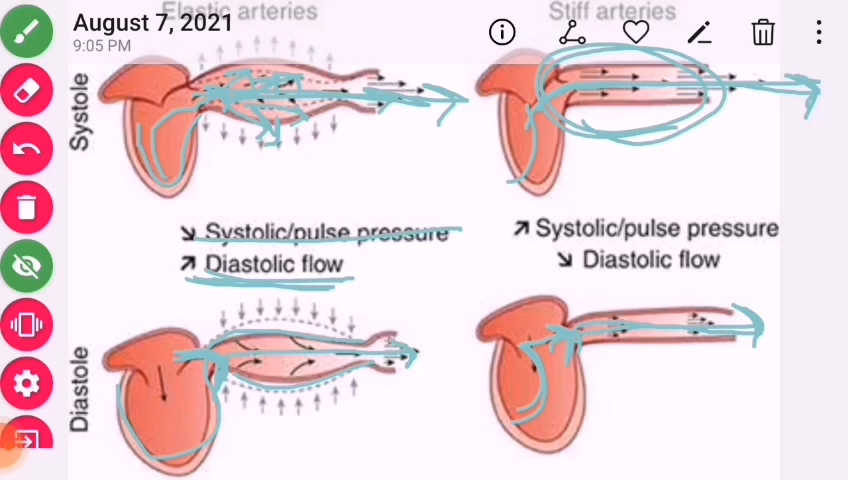 Elastic arteries
Stiff arteries
August 7, 2021
9:05 PM
Systole
↘ Systolic/pulse pressure
↗ Diastolic flow
↗ Systolic/pulse pressure
↘ Diastolic flow
Diastole